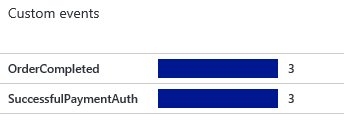 Custom events
OrderCompleted 3
SuccessfulPaymentAuth 3